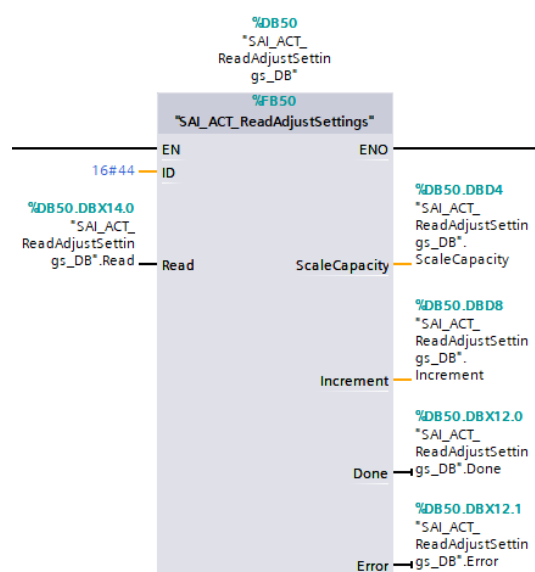 %DB50
"SAI_ACT_
ReadAdjustSettin
gs_DB"
%FB50
"SAI_ACT_ReadAdjustSettings"
EN
ENO
16#44
ID
%DB50.DBX14.0
"SAI_ACT_
ReadAdjustSettin
gs_DB".Read
Read
%DB50.DBD4
"SAI_ACT_
ReadAdjustSettin
gs_DB".
ScaleCapacity
ScaleCapacity
%DB50.DBD8
"SAI_ACT_
ReadAdjustSettin
gs_DB".
Increment
Increment
%DB50.DBX12.0
"SAI_ACT_
ReadAdjustSettin
gs_DB".Done
Done
%DB50.DBX12.1
"SAI_ACT_
ReadAdjustSettin
gs_DB".Error
Error